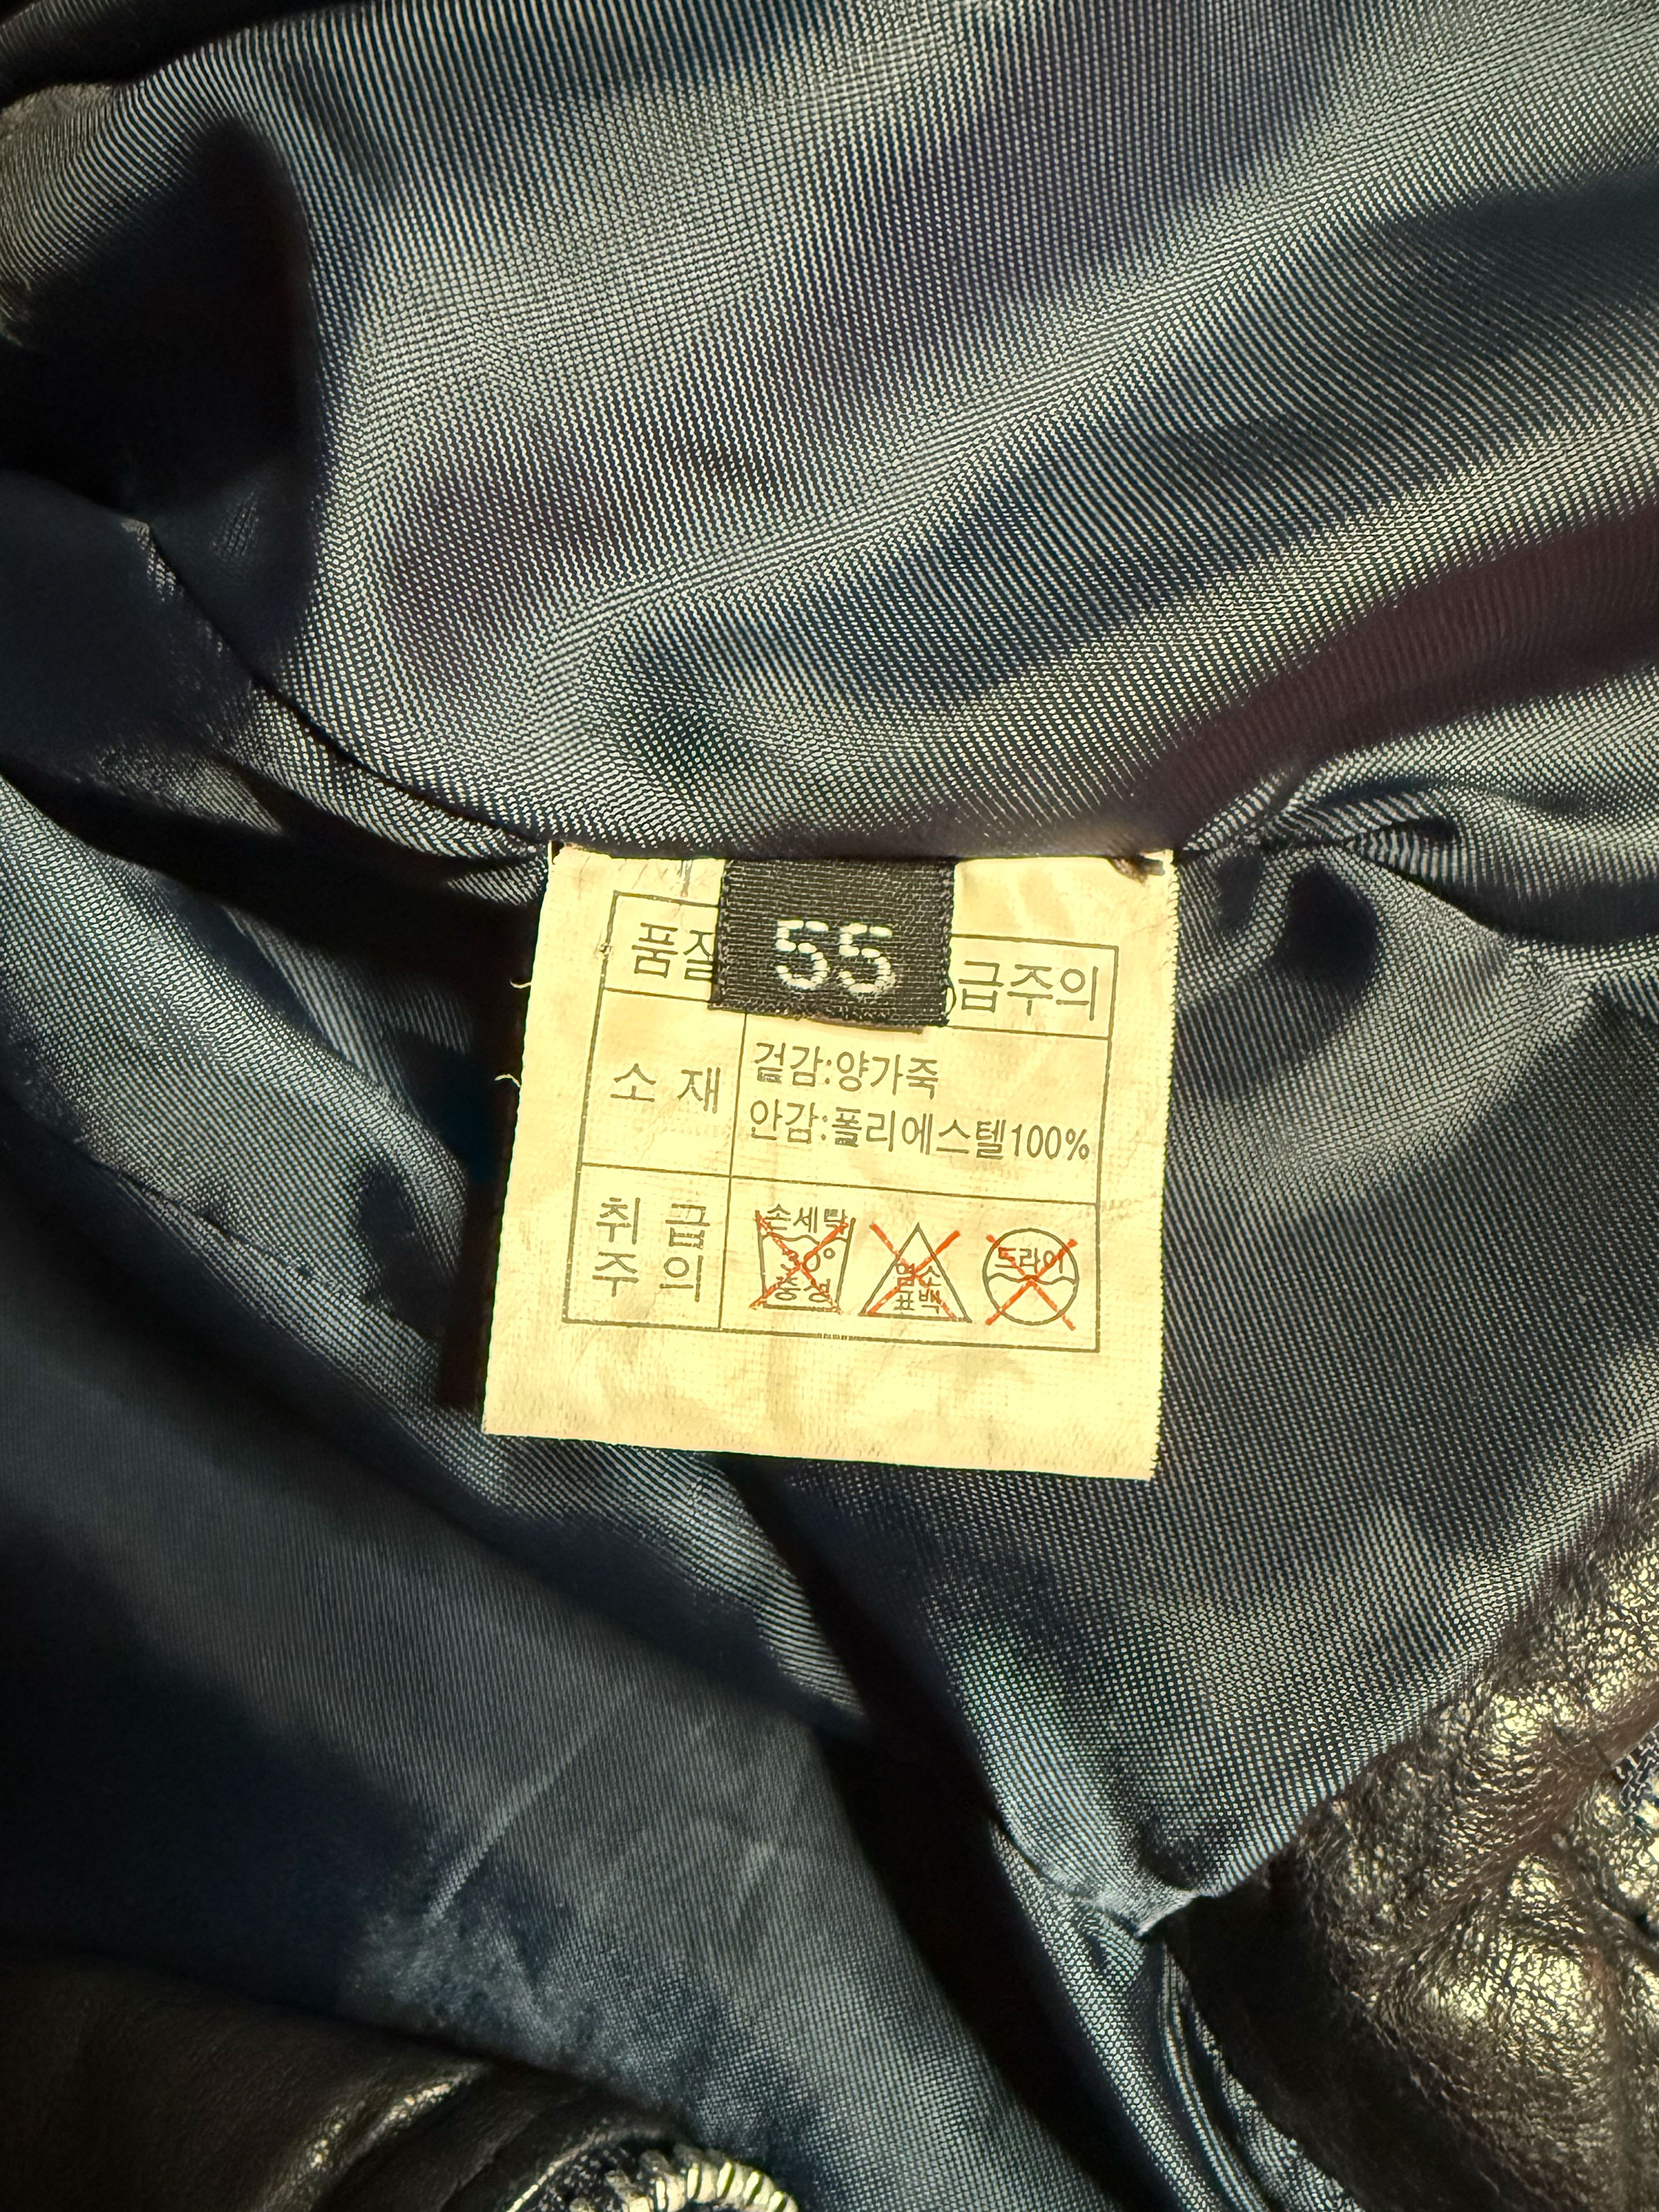 55
품질 급주의
소 재
겉감:양가죽
안감:폴리에스텔100%
취 급
주 의
손세탁
30°
중성
염소
표백
드라이